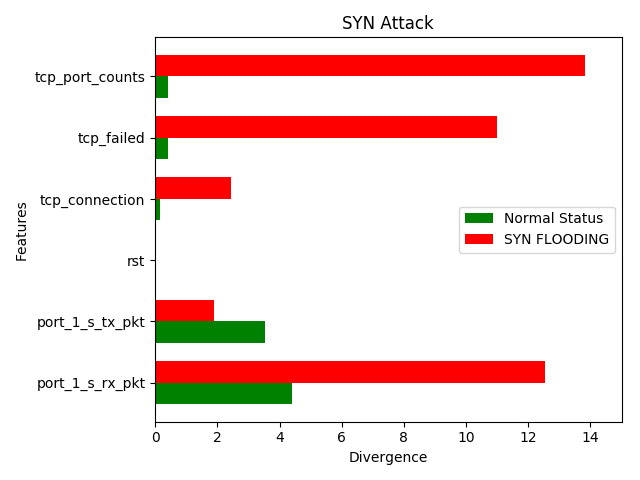 SYN Attack
tcp_port_counts
tcp_failed
tcp_connection
rst
port_1_s_tx_pkt
port_1_s_rx_pkt
Features
Normal Status
SYN FLOODING
0 2 4 6 8 10 12 14
Divergence